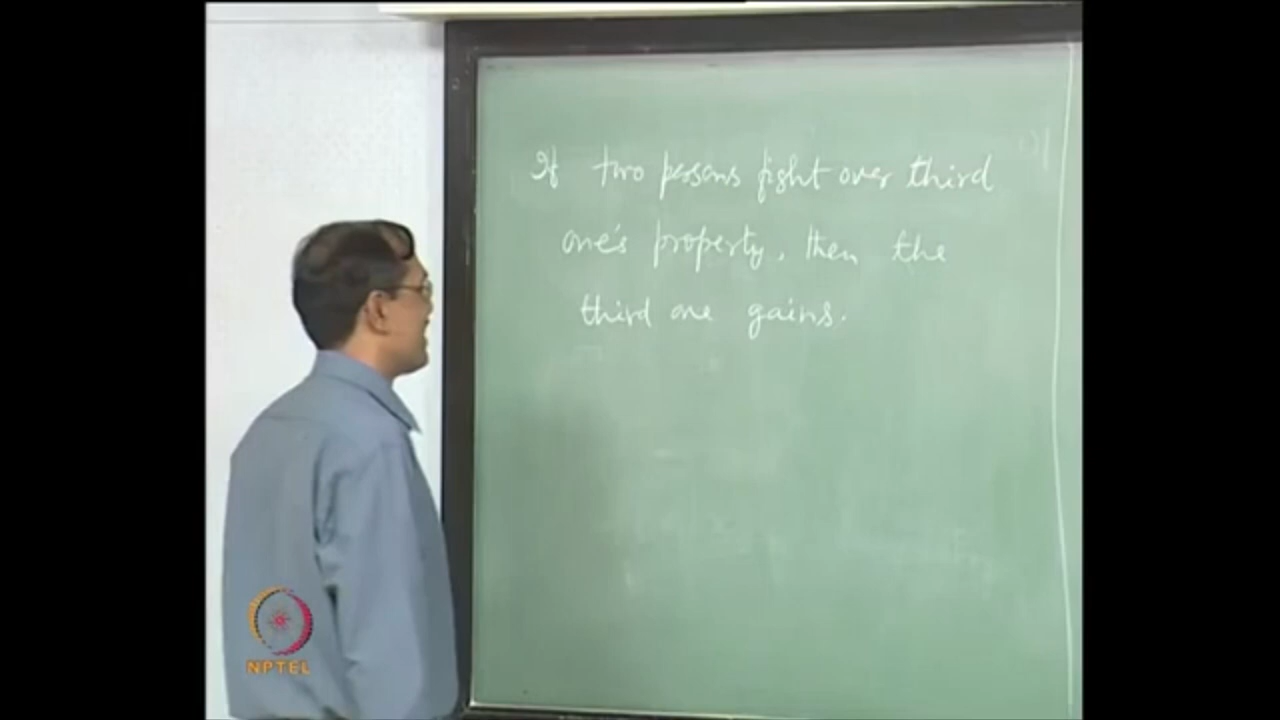 If two persons fight over third
one's property, then the
third one gains.
NPTEL